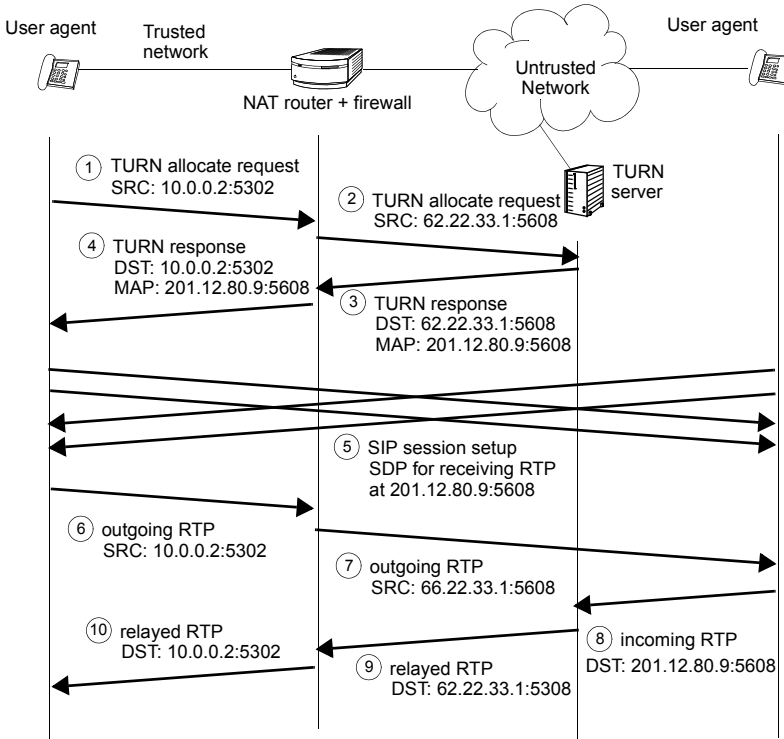 User agent
Trusted
network
User agent
Untrusted
Network
NAT router + firewall
TURN
server
1 TURN allocate request
SRC: 10.0.0.2:5302
2 TURN allocate request
SRC: 62.22.33.1:5608
4 TURN response
DST: 10.0.0.2:5302
MAP: 201.12.80.9:5608
3 TURN response
DST: 62.22.33.1:5608
MAP: 201.12.80.9:5608
5 SIP session setup
SDP for receiving RTP
at 201.12.80.9:5608
6 outgoing RTP
SRC: 10.0.0.2:5302
7 outgoing RTP
SRC: 66.22.33.1:5608
8 incoming RTP
DST: 201.12.80.9:5608
9 relayed RTP
DST: 62.22.33.1:5308
10 relayed RTP
DST: 10.0.0.2:5302